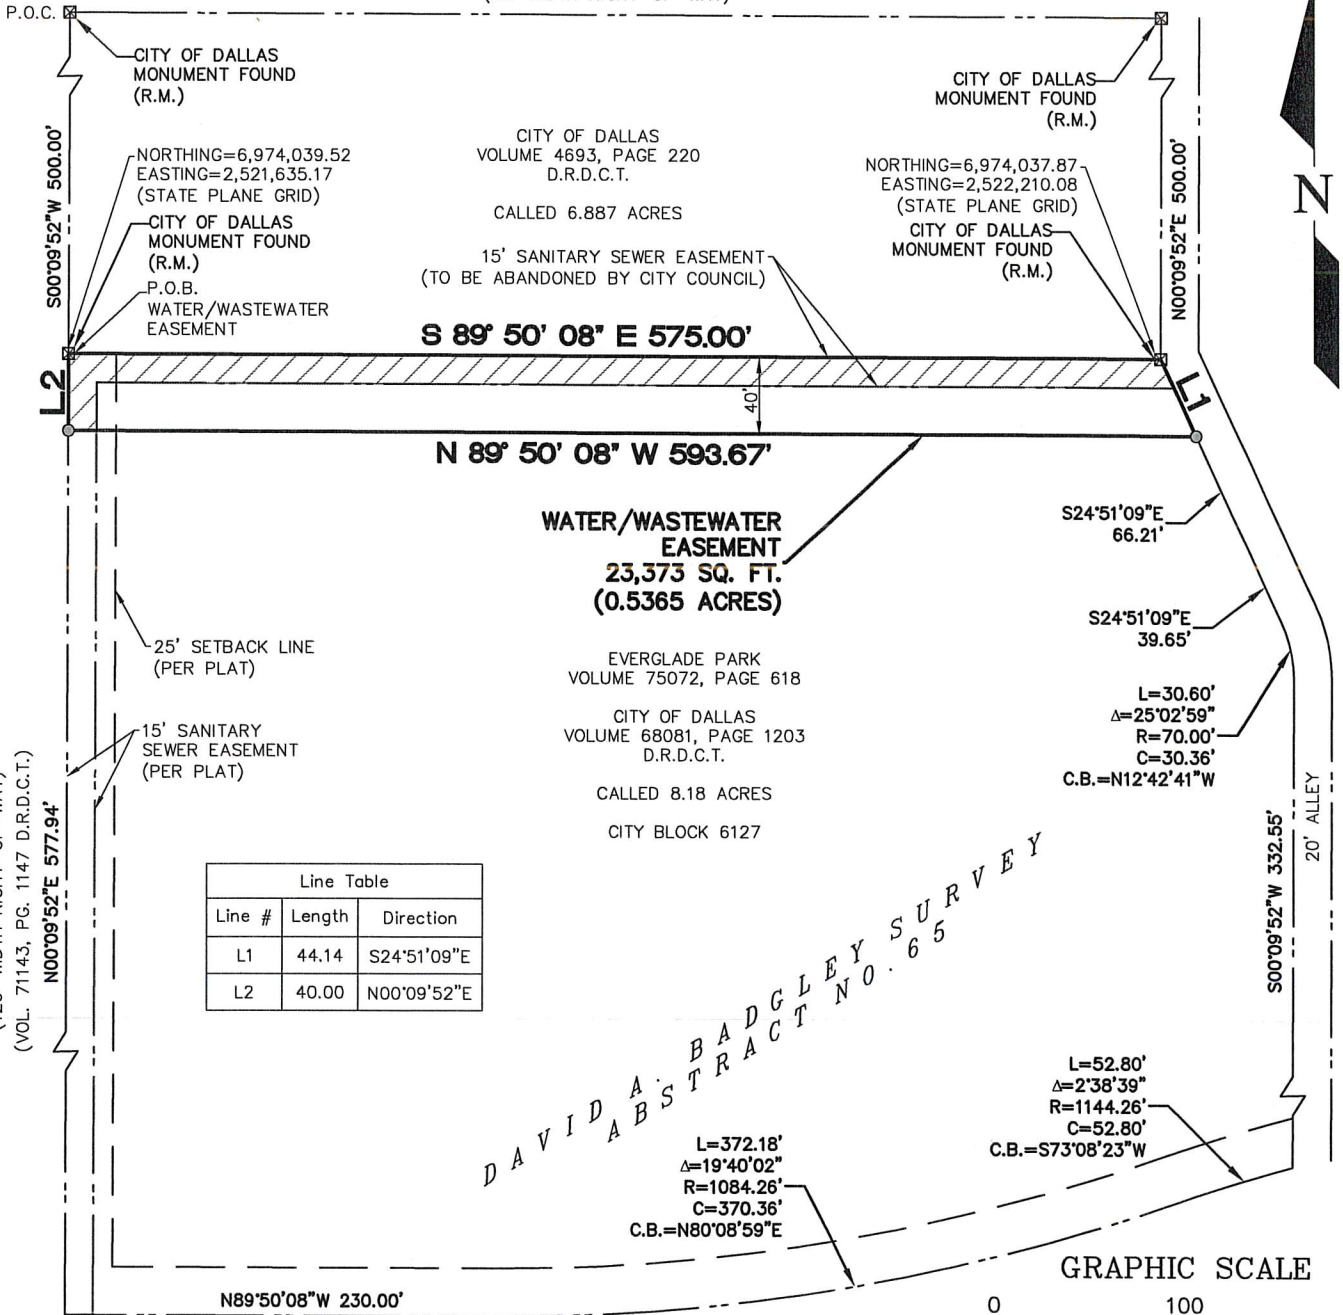 P.O.C.
CITY OF DALLAS
MONUMENT FOUND
(R.M.)
CITY OF DALLAS
MONUMENT FOUND
(R.M.)
S00°09'52"W 500.00'
NORTHING=6,974,039.52
EASTING=2,521,635.17
(STATE PLANE GRID)
CITY OF DALLAS
MONUMENT FOUND
(R.M.)
P.O.B.
WATER/WASTEWATER
EASEMENT
CITY OF DALLAS
VOLUME 4693, PAGE 220
D.R.D.C.T.
CALLED 6.887 ACRES
15' SANITARY SEWER EASEMENT
(TO BE ABANDONED BY CITY COUNCIL)
NORTHING=6,974,037.87
EASTING=2,522,210.08
(STATE PLANE GRID)
CITY OF DALLAS
MONUMENT FOUND
(R.M.)
N00°09'52"E 500.00'
N
S 89° 50' 08" E 575.00'
L2
40'
L1
N 89° 50' 08" W 593.67'
WATER/WASTEWATER
EASEMENT
23,373 SQ. FT.
(0.5365 ACRES)
S24°51'09"E
66.21'
S24°51'09"E
39.65'
25' SETBACK LINE
(PER PLAT)
15' SANITARY
SEWER EASEMENT
(PER PLAT)
EVERGLADE PARK
VOLUME 75072, PAGE 618
CITY OF DALLAS
VOLUME 68081, PAGE 1203
D.R.D.C.T.
CALLED 8.18 ACRES
CITY BLOCK 6127
L=30.60'
Δ=25°02'59"
R=70.00'
C=30.36'
C.B.=N12°42'41"W
20' ALLEY
S00°09'52"W 332.55'
(VOL. 71143, PG. 1147 D.R.D.C.T.)
N00°09'52"E 577.94'
Line Table
Line # Length Direction
L1 44.14 S24°51'09"E
L2 40.00 N00°09'52"E
DAVID A. BADGLEY SURVEY
ABSTRACT NO. 65
L=52.80'
Δ=2°38'39"
R=1144.26'
C=52.80'
C.B.=S73°08'23"W
L=372.18'
Δ=19°40'02"
R=1084.26'
C=370.36'
C.B.=N80°08'59"E
N89°50'08"W 230.00'
GRAPHIC SCALE
0 100